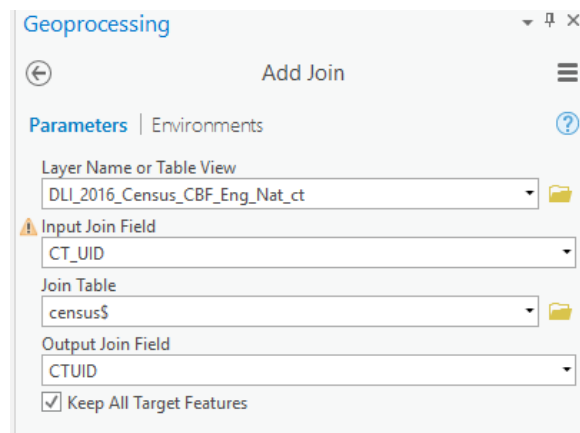 Geoprocessing
Add Join
Parameters | Environments
Layer Name or Table View
DLI_2016_Census_CBF_Eng_Nat_ct
Input Join Field
CT_UID
Join Table
census$
Output Join Field
CTUID
Keep All Target Features